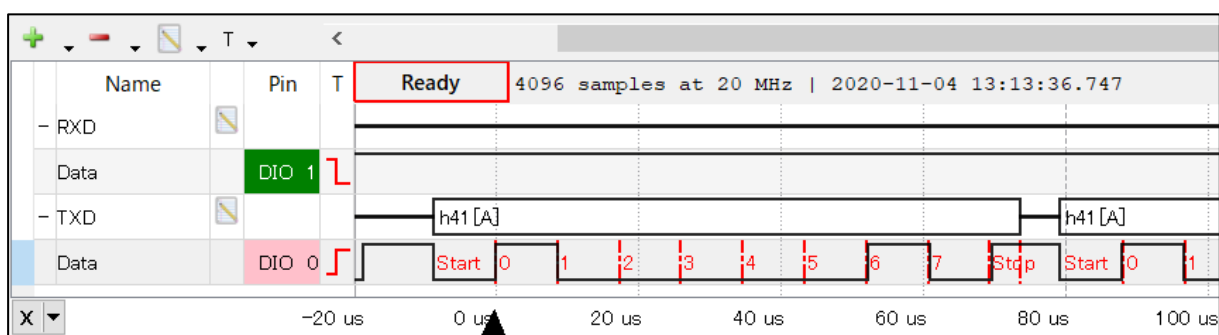 T
Name Pin T Ready 4096 samples at 20 MHz | 2020-11-04 13:13:36.747
RXD
Data DIO 1
TXD h41[A] h41[A]
Data DIO 0 Start 0 1 2 3 4 5 6 7 Stop Start 0 1
X -20 us 0 us 20 us 40 us 60 us 80 us 100 us